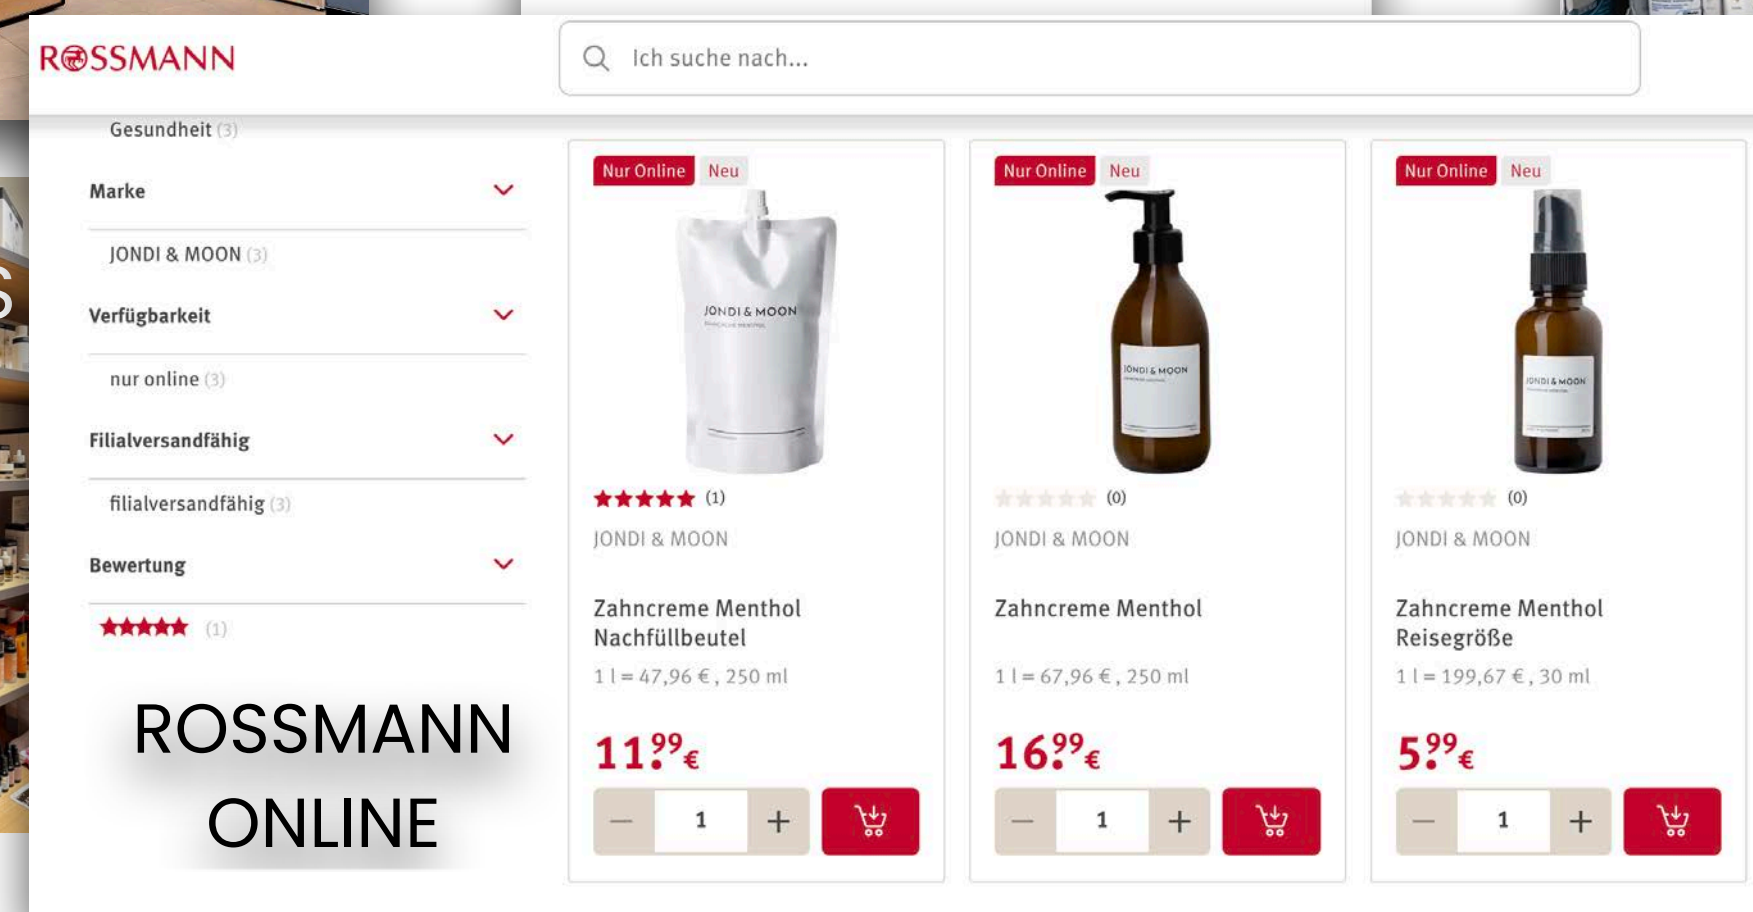 ROSSMANN
Ich suche nach...
Gesundheit (3)
Marke
JONDI & MOON (3)
Verfügbarkeit
nur online (3)
Filialversandfähig
filialversandfähig (3)
Bewertung
(1)
ROSSMANN
ONLINE
Nur Online Neu
JONDI & MOON
(1)
JONDI & MOON
Zahncreme Menthol
Nachfüllbeutel
1 l = 47,96 €, 250 ml
11.99€
1
Nur Online Neu
JONDI & MOON
(0)
JONDI & MOON
Zahncreme Menthol
1 l = 67,96 €, 250 ml
16.99€
1
Nur Online Neu
JONDI & MOON
(0)
JONDI & MOON
Zahncreme Menthol
Reisegröße
1 l = 199,67 €, 30 ml
5.99€
1
S